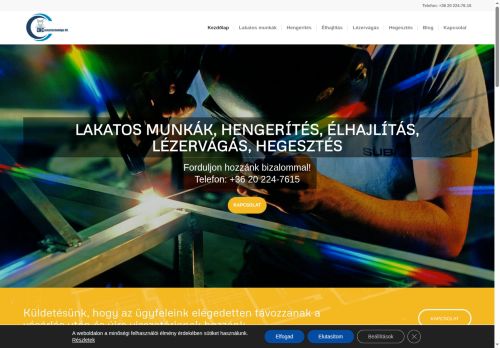 Telefon: +36 20 224-76-15
Kezdőlap
Lakatos munkák
Hengerítés
Élhajlítás
Lézervágás
Hegesztés
Blog
Kapcsolat
LAKATOS MUNKÁK, HENGERÍTÉS, ÉLHAJLÍTÁS,
LÉZERVÁGÁS, HEGESZTÉS
Forduljon hozzánk bizalommal!
Telefon: +36 20 224-7615
KAPCSOLAT
Küldetésünk, hogy az ügyfeleink elégedetten távozzanak a
KAPCSOLAT
A weboldalon a minőségi felhasználói élmény érdekében sütiket használunk.
Részletek
Elfogad
Elutasítom
Beállítások